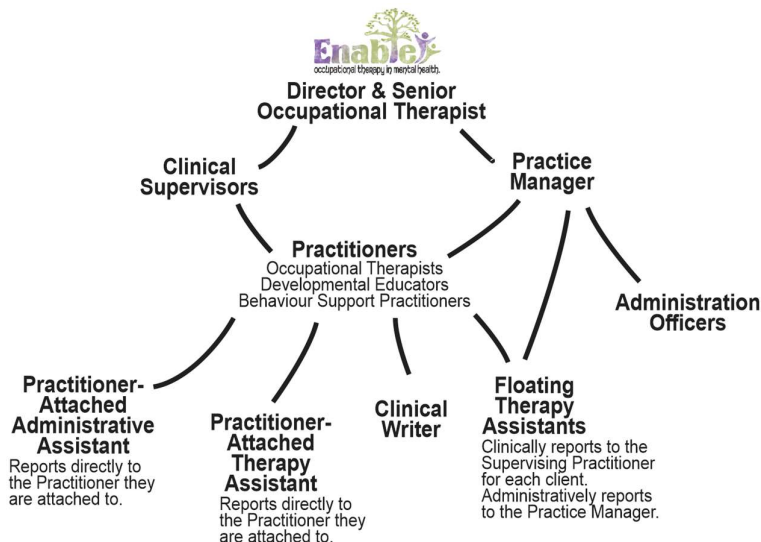 Enable
occupational therapy in mental health.
Director & Senior
Occupational Therapist
Clinical
Supervisors
Practice
Manager
Practitioners
Occupational Therapists
Developmental Educators
Behaviour Support Practitioners
Administration
Officers
Practitioner-
Attached
Administrative
Assistant
Reports directly to
the Practitioner they
are attached to.
Practitioner-
Attached
Therapy
Assistant
Reports directly to
the Practitioner they
are attached to.
Clinical
Writer
Floating
Therapy
Assistants
Clinically reports to the
Supervising Practitioner
for each client.
Administratively reports
to the Practice Manager.